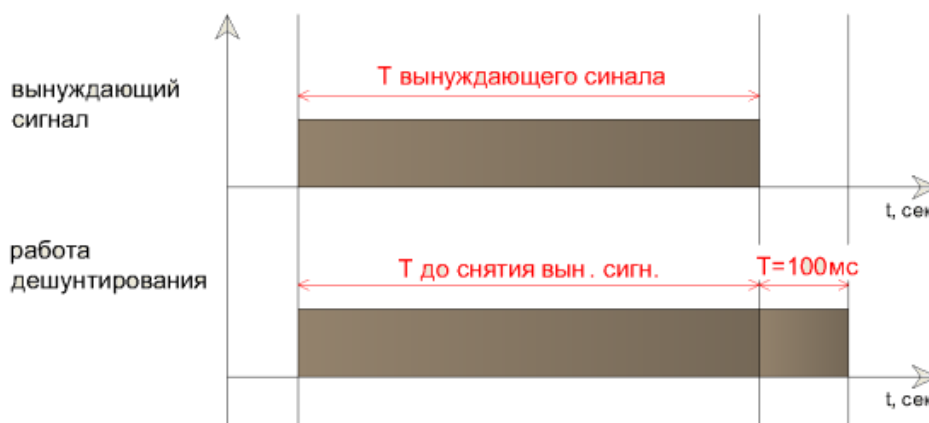 вынуждающий
сигнал
Т вынуждающего синала
t, сек
работа
дешунтирования
Т до снятия вын. сигн.
Т=100мс
t, сек